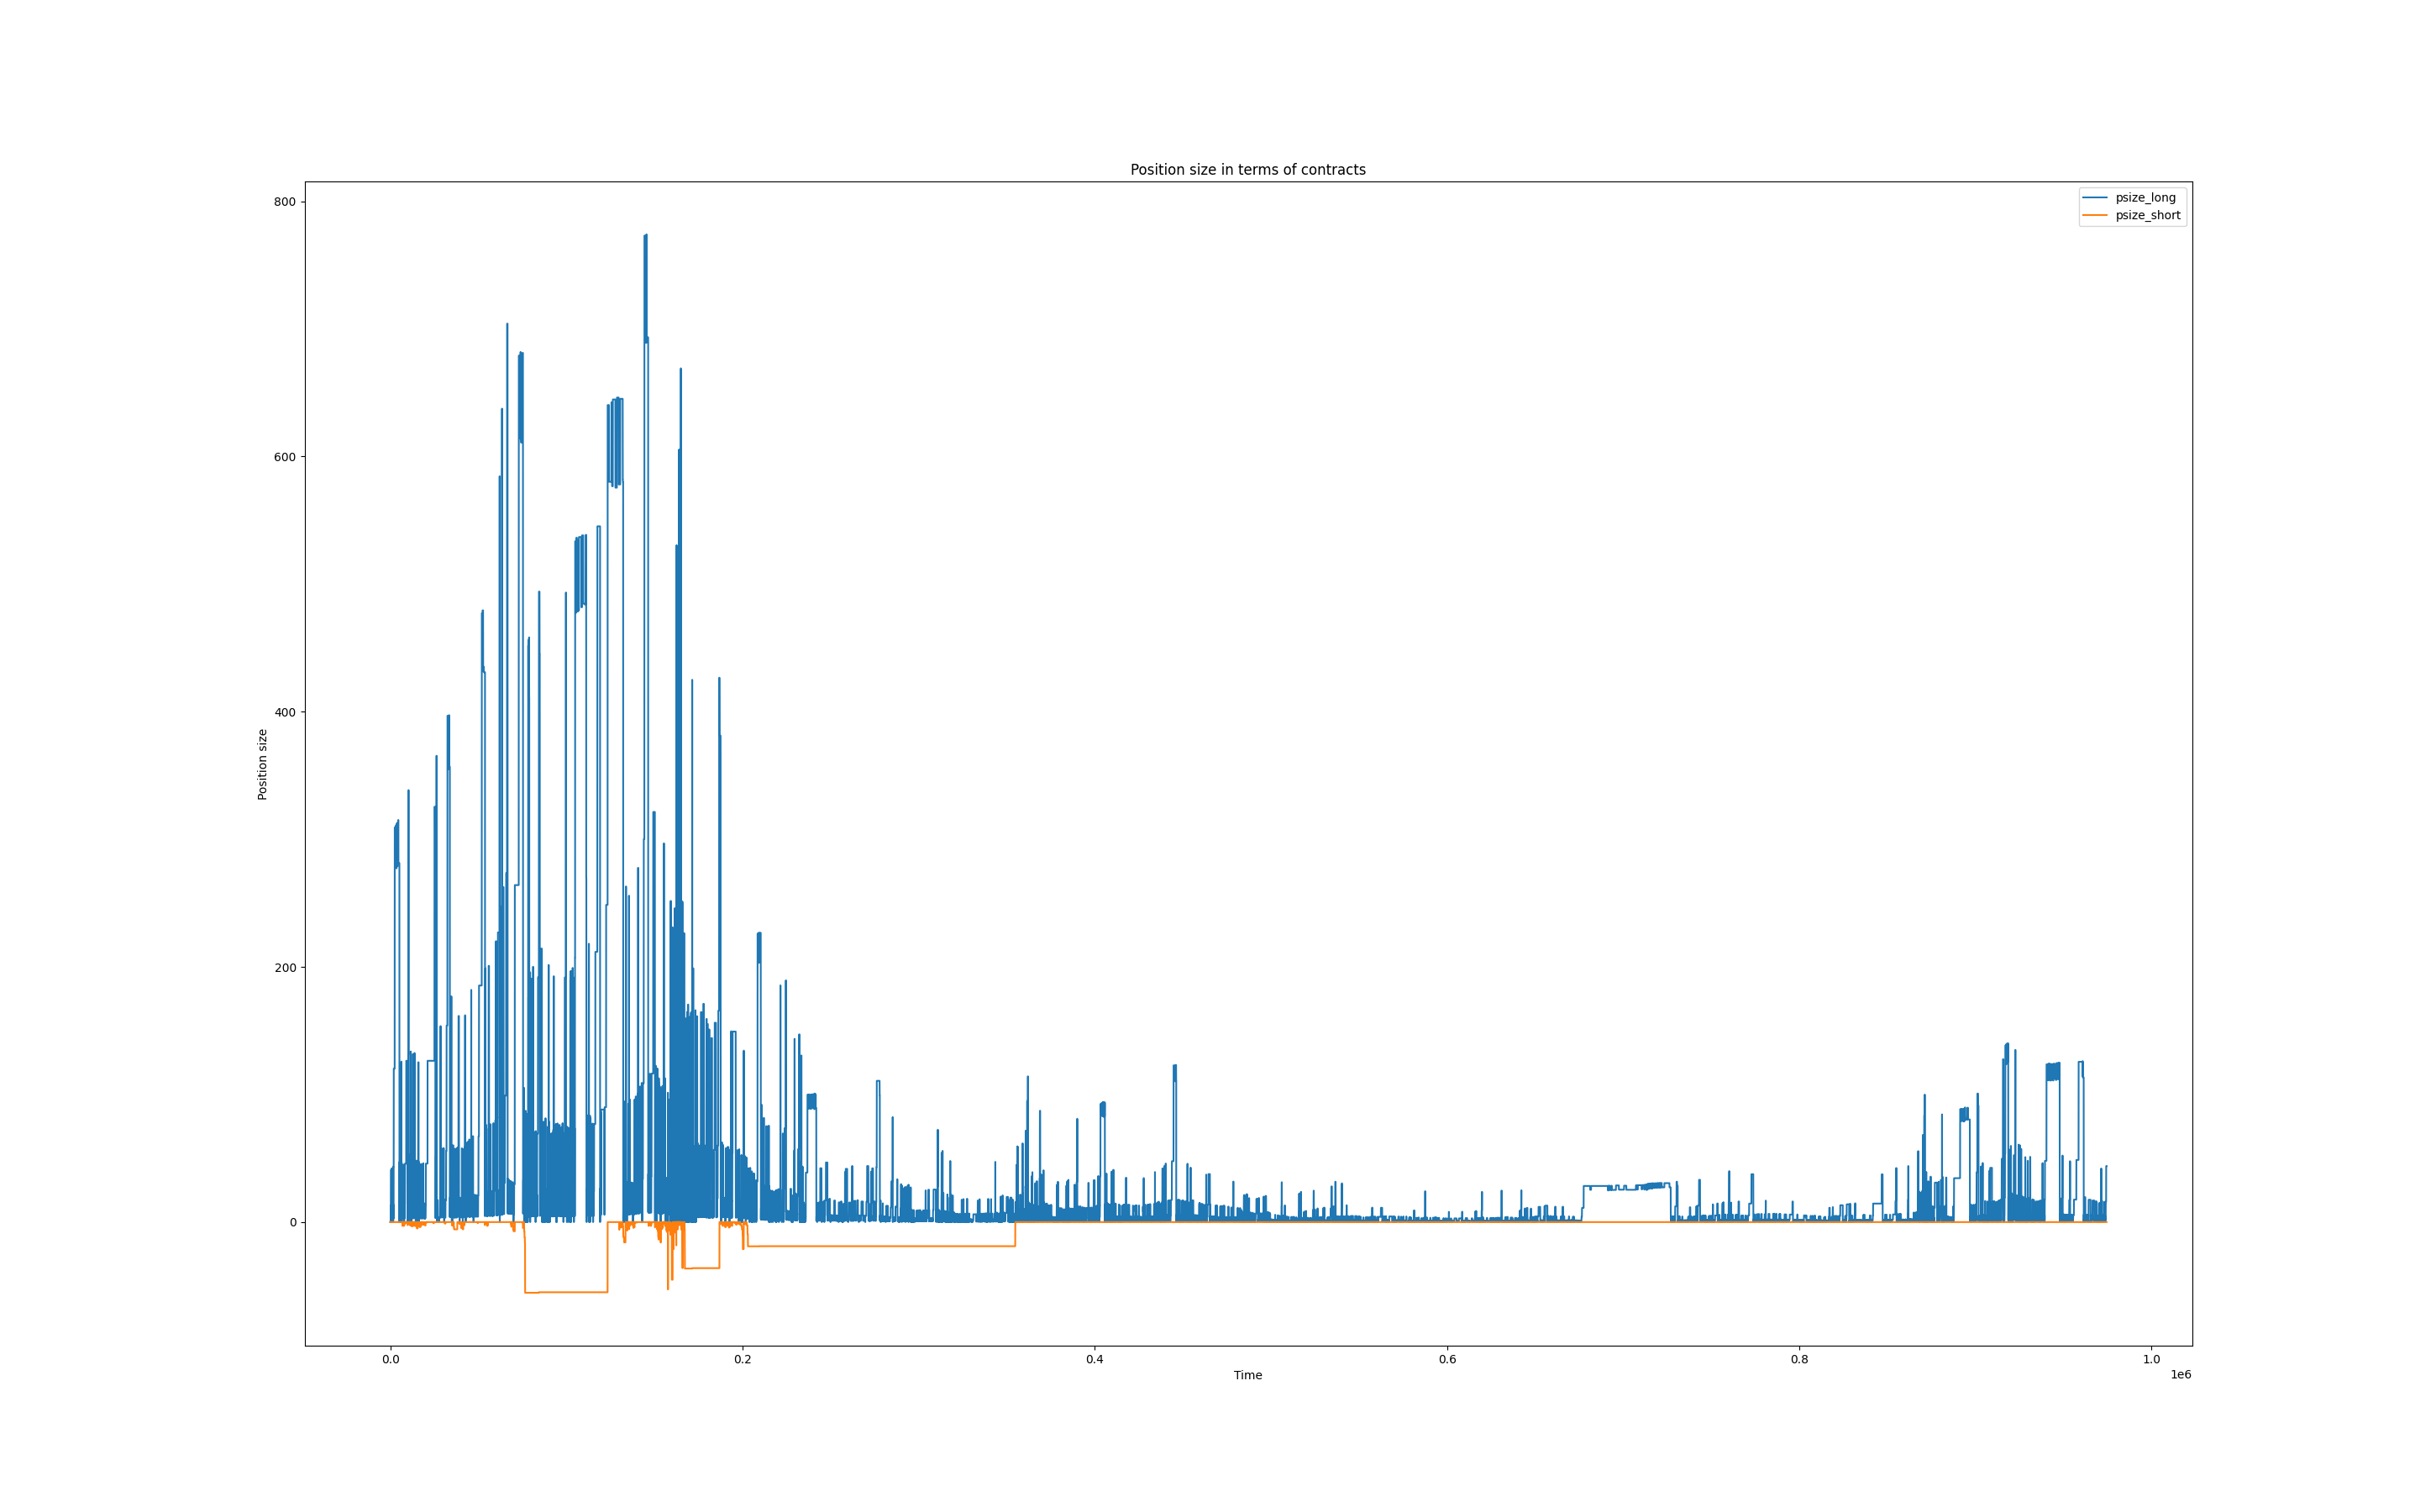 Position size in terms of contracts
psize_long
psize_short
800
600
400
200
0
Position size
0.0
0.2
0.4
0.6
0.8
1.0
Time
1e6